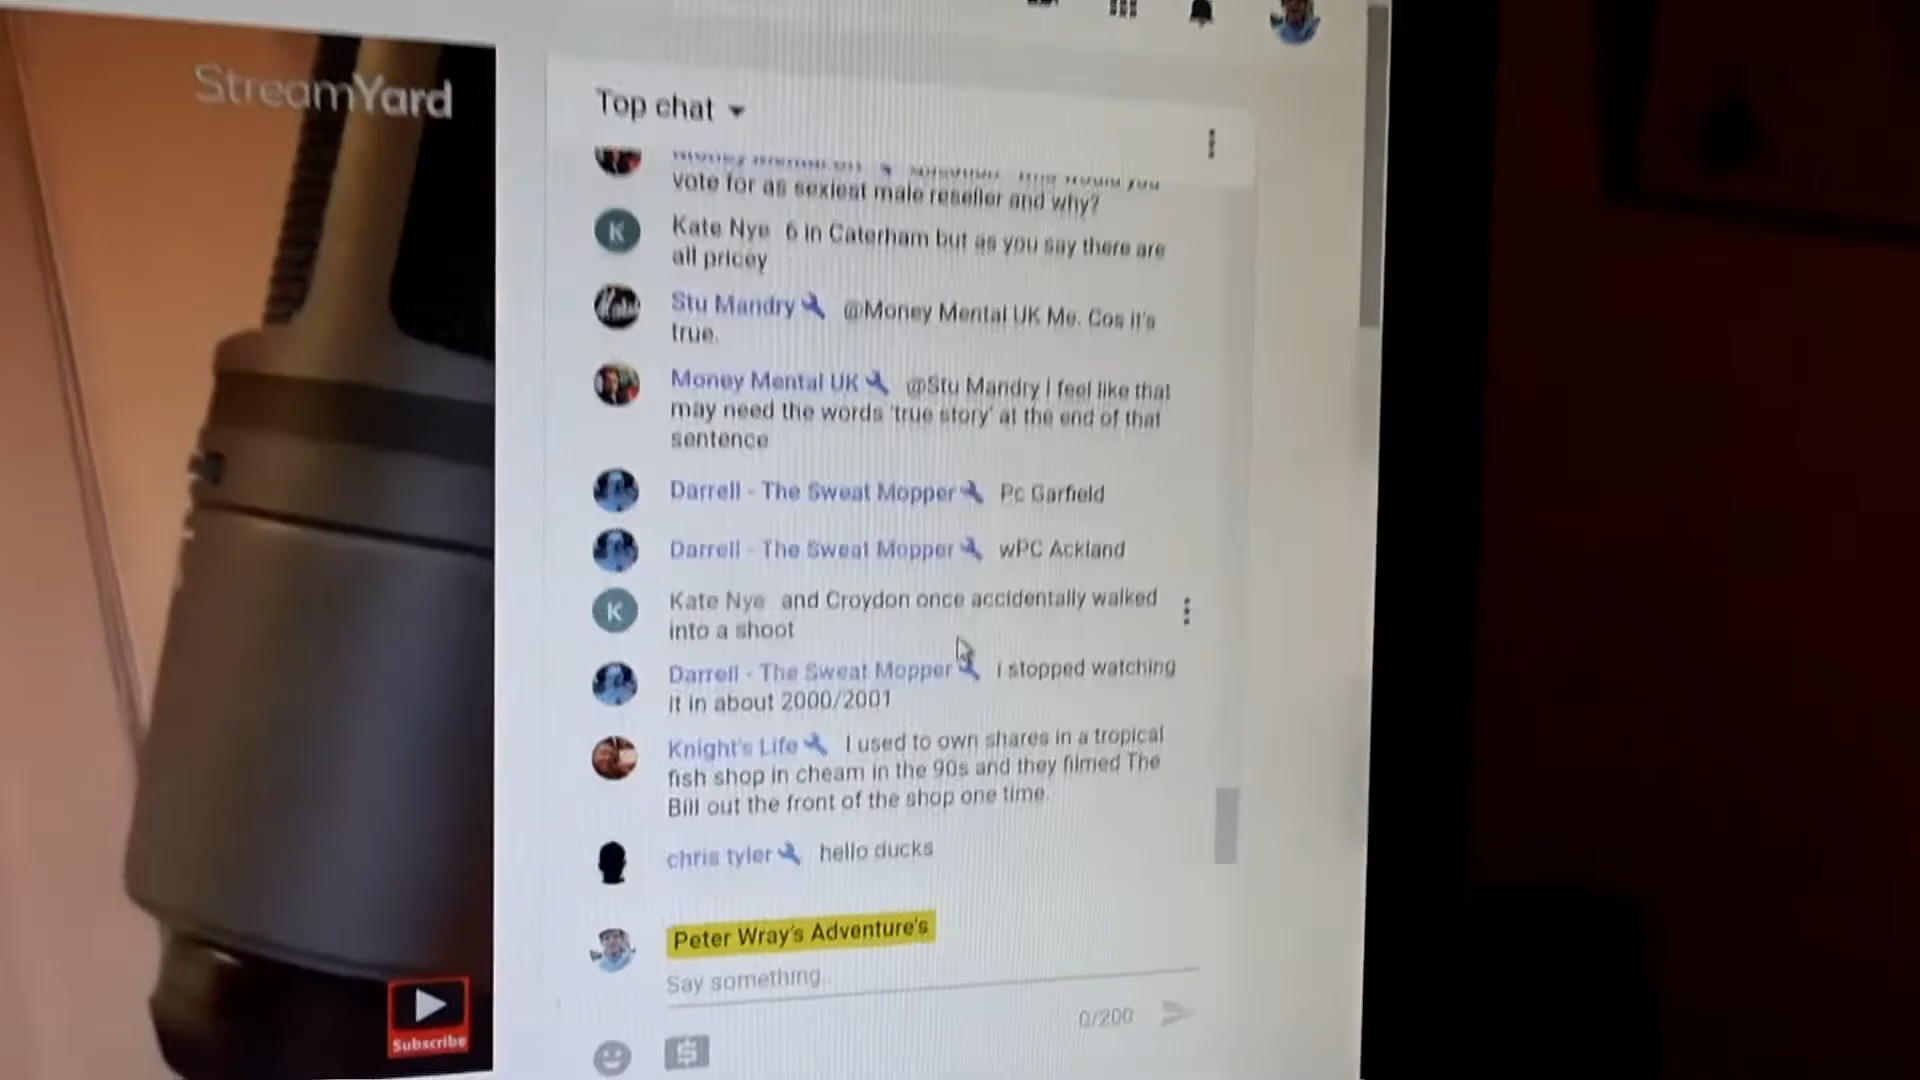 StreamYard
Top chat
vote for as sexiest male reseller and why?
Kate Nye 6 in Caterham but as you say there are
all pricey
Stu Mandry @Money Mental UK Me. Cos it's
true.
Money Mental UK @Stu Mandry I feel like that
may need the words 'true story' at the end of that
sentence
Darrell - The Sweat Mopper Pc Garfield
Darrell - The Sweat Mopper wPC Ackland
Kate Nye and Croydon once accidentally walked
into a shoot
Darrell - The Sweat Mopper i stopped watching
it in about 2000/2001
Knight's Life I used to own shares in a tropical
fish shop in cheam in the 90s and they filmed The
Bill out the front of the shop one time.
chris tyler hello ducks
Peter Wray's Adventure's
Say something...
0/200
Subscribe